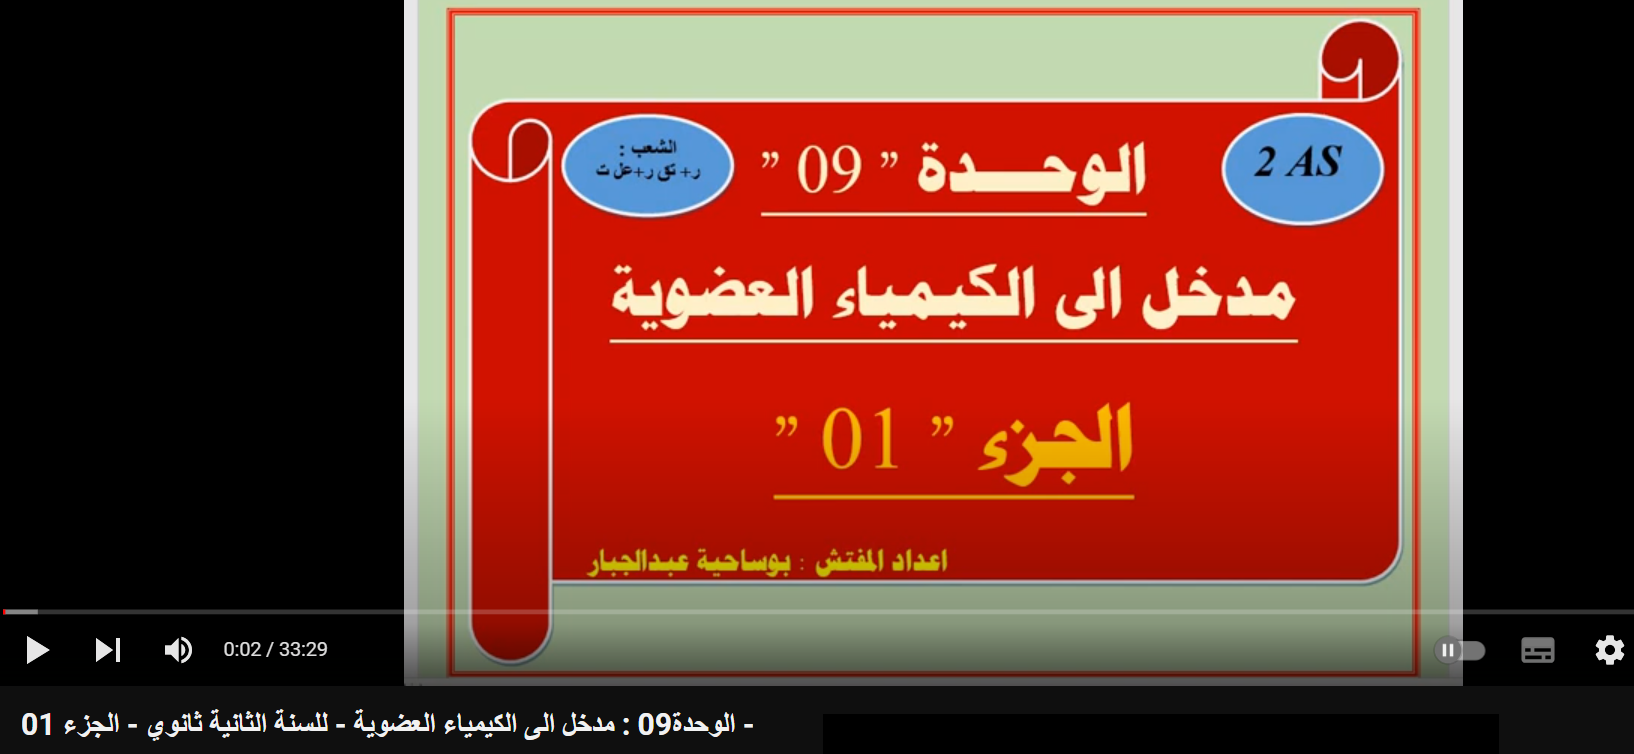 2 AS
الوحـــدة " 09 "
الشعب :
ر+ تق ر+عل ت
مدخل الى الكيمياء العضوية
الجزء " 01 "
اعداد المفتش : بوساحية عبدالجبار
0:02 / 33:29
- الوحدة09 : مدخل الى الكيمياء العضوية - للسنة الثانية ثانوي - الجزء 01